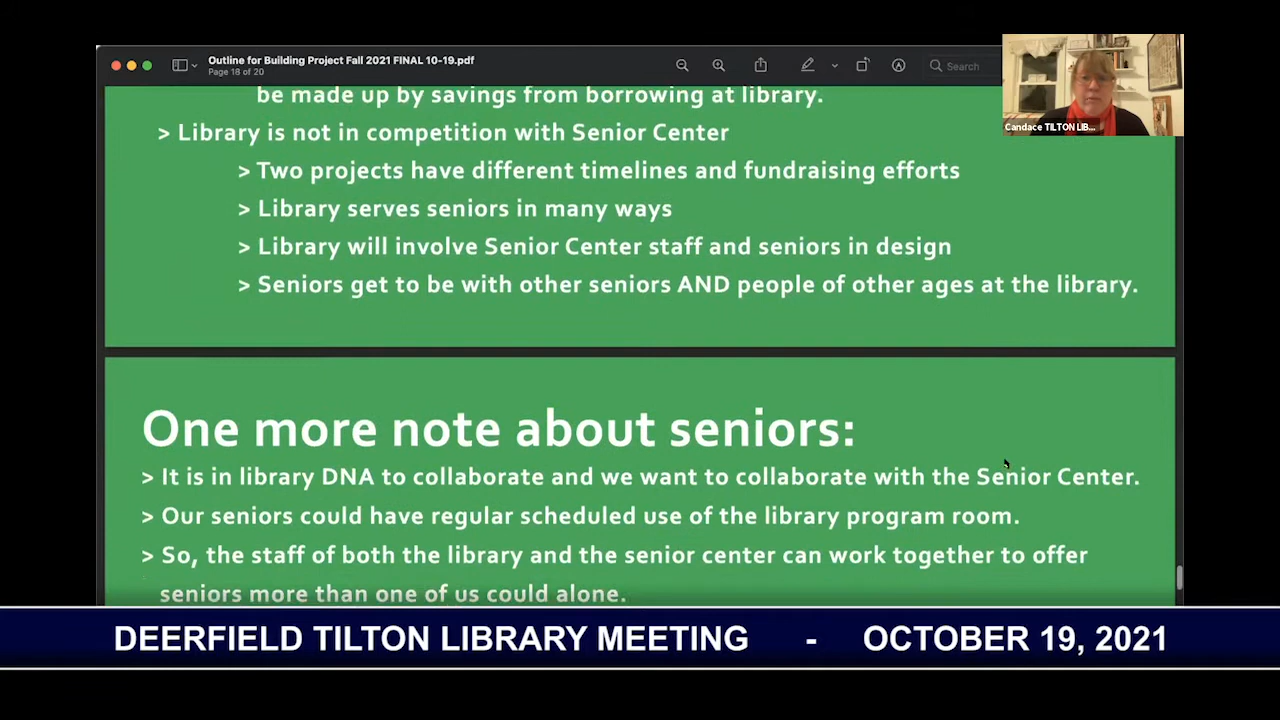 Outline for Building Project Fall 2021 FINAL 10-19.pdf
Page 18 of 20
Search
Candace TILTON LIB...
be made up by savings from borrowing at library.
> Library is not in competition with Senior Center
> Two projects have different timelines and fundraising efforts
> Library serves seniors in many ways
> Library will involve Senior Center staff and seniors in design
> Seniors get to be with other seniors AND people of other ages at the library.
One more note about seniors:
> It is in library DNA to collaborate and we want to collaborate with the Senior Center.
> Our seniors could have regular scheduled use of the library program room.
> So, the staff of both the library and the senior center can work together to offer
seniors more than one of us could alone.
DEERFIELD TILTON LIBRARY MEETING - OCTOBER 19, 2021